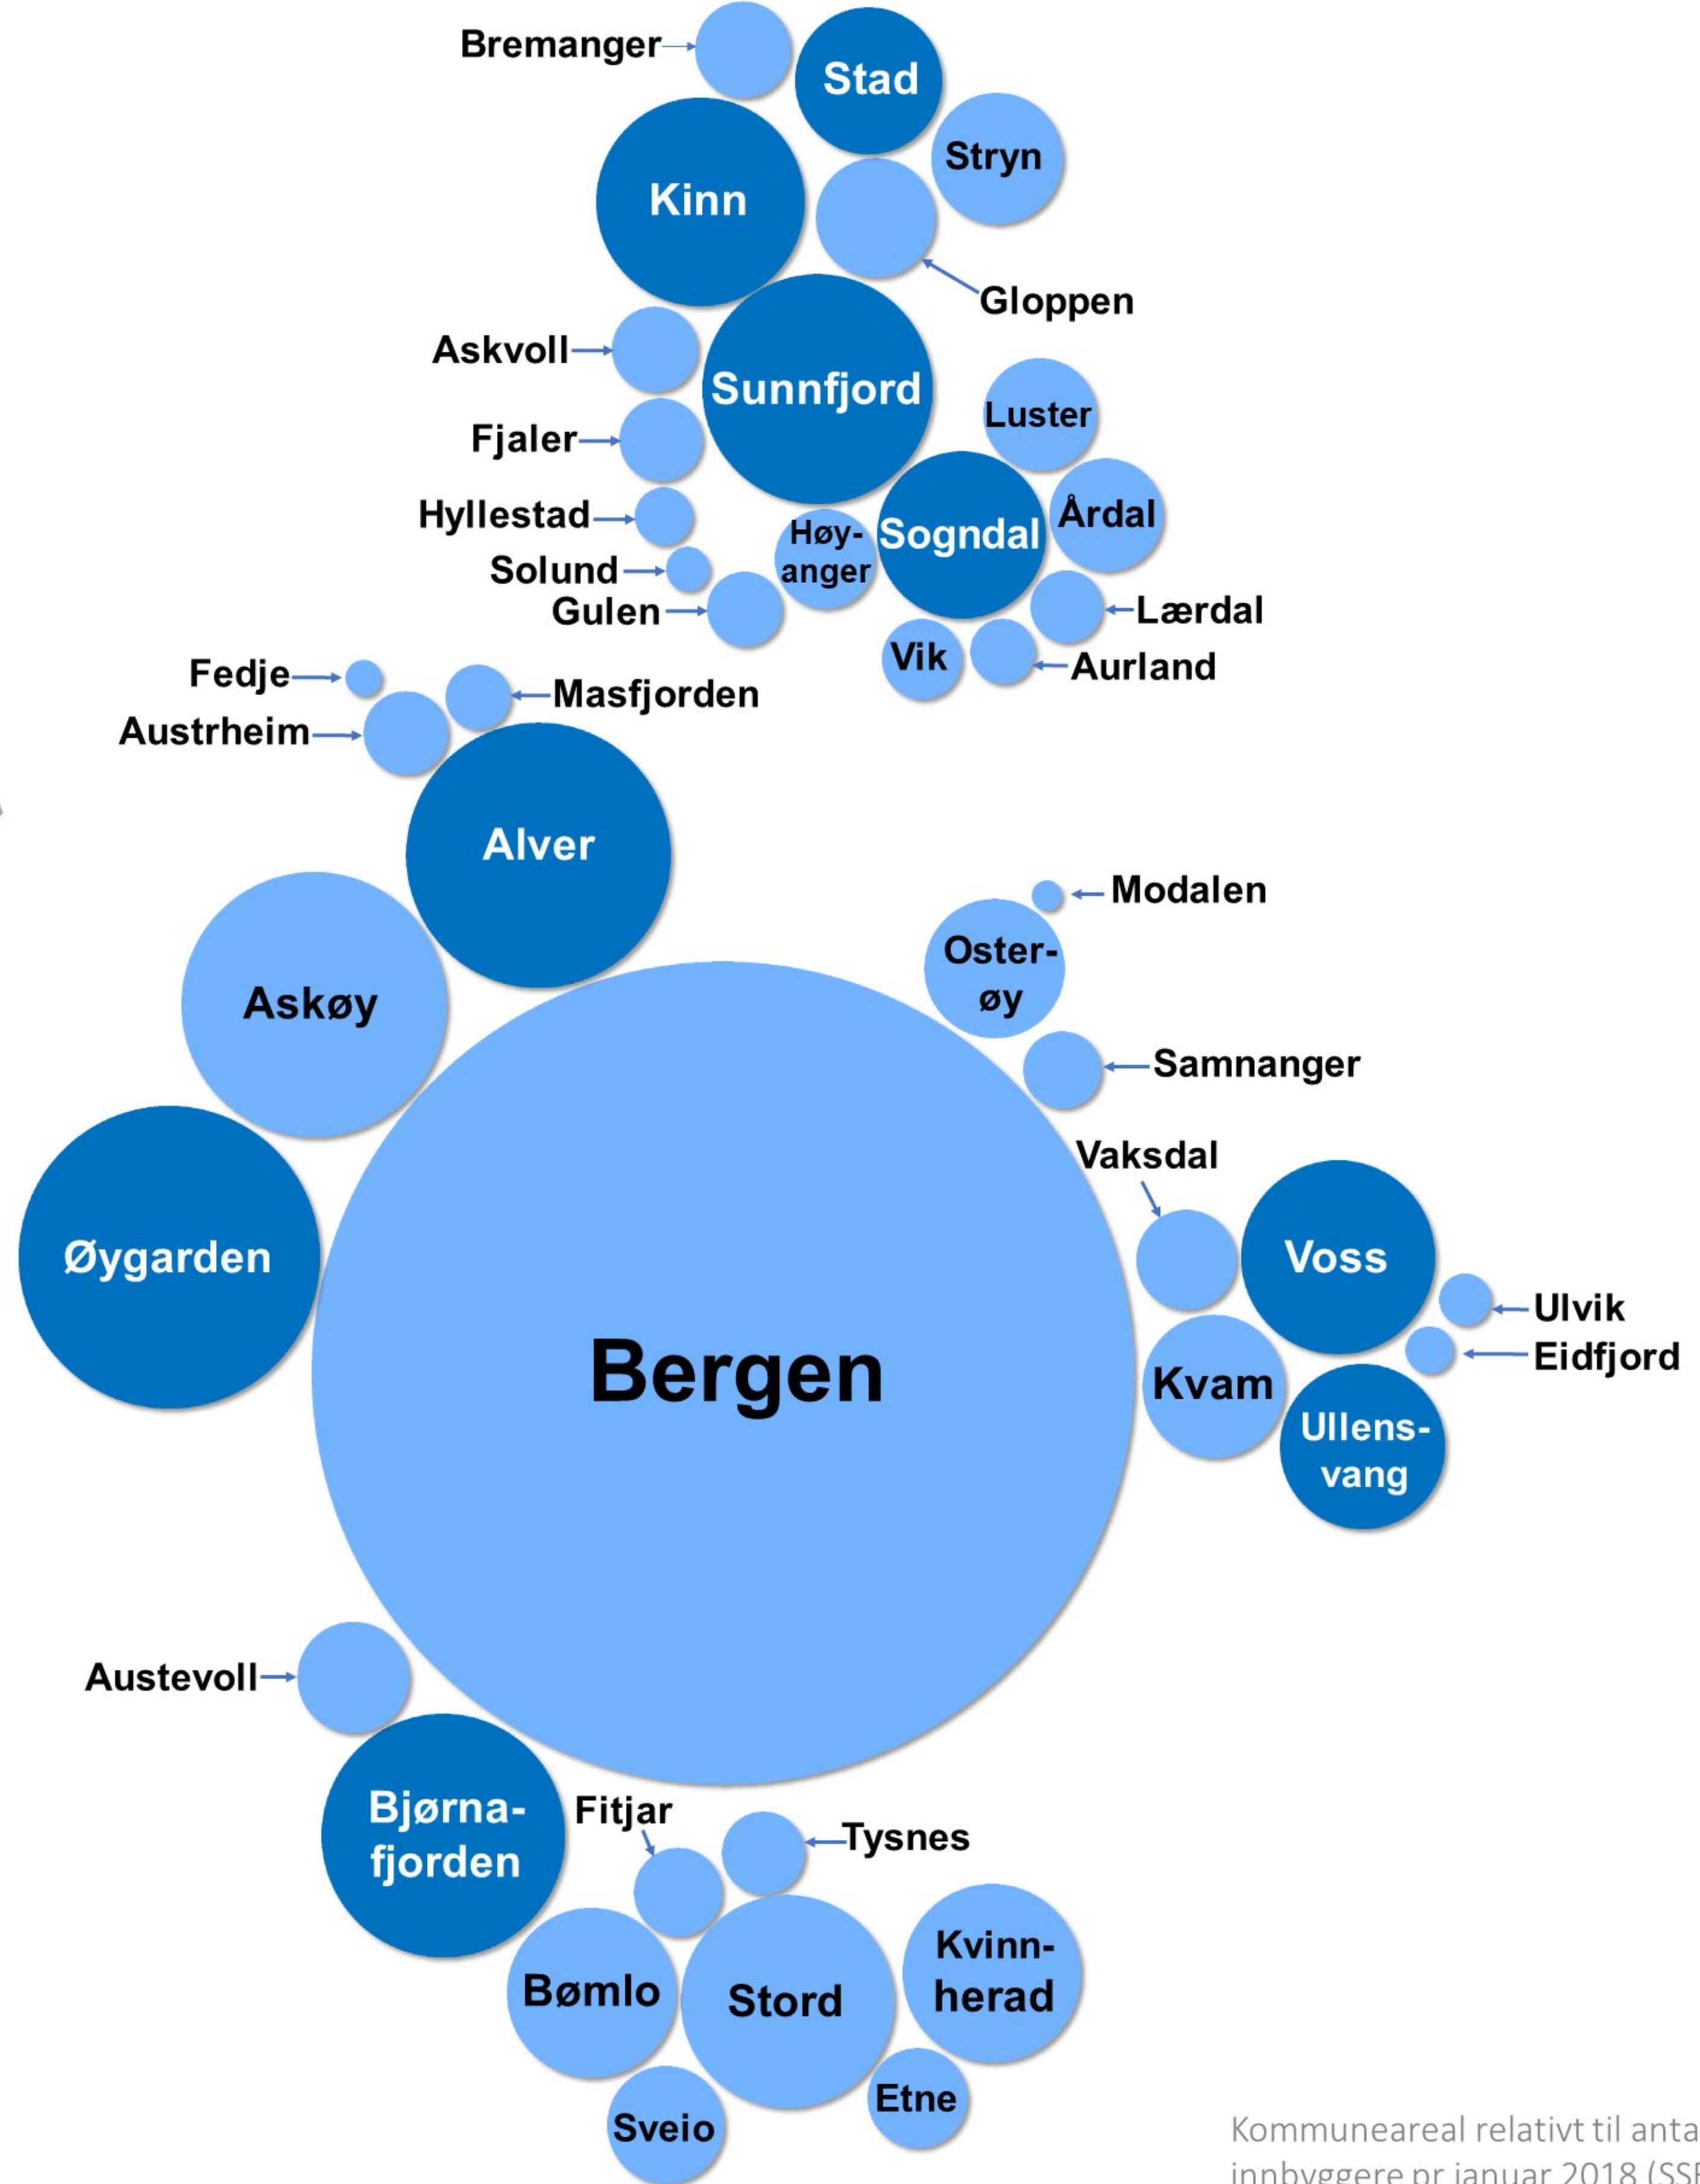 Bremanger
Stad
Stryn
Kinn
Gloppen
Askvoll
Sunnfjord
Luster
Fjaler
Årdal
Hyllestad
Høy-
anger
Sogndal
Solund
Gulen
Lærdal
Vik
Aurland
Fedje
Masfjorden
Austrheim
Alver
Modalen
Oster-
øy
Askøy
Samnanger
Vaksdal
Øygarden
Voss
Ulvik
Eidfjord
Bergen
Kvam
Ullens-
vang
Austevoll
Bjørna-
fjorden
Fitjar
Tysnes
Kvinn-
herad
Bømlo
Stord
Etne
Sveio
Kommuneareal relativt til anta
innbyggere pr januar 2018 (SSB